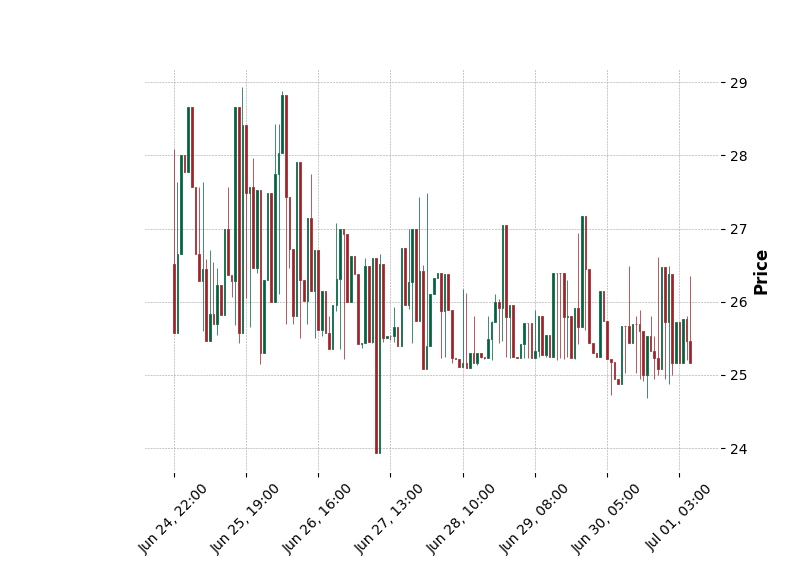 29
28
27
26
25
24
Price
Jun 24, 22:00
Jun 25, 19:00
Jun 26, 16:00
Jun 27, 13:00
Jun 28, 10:00
Jun 29, 08:00
Jun 30, 05:00
Jul 01, 03:00